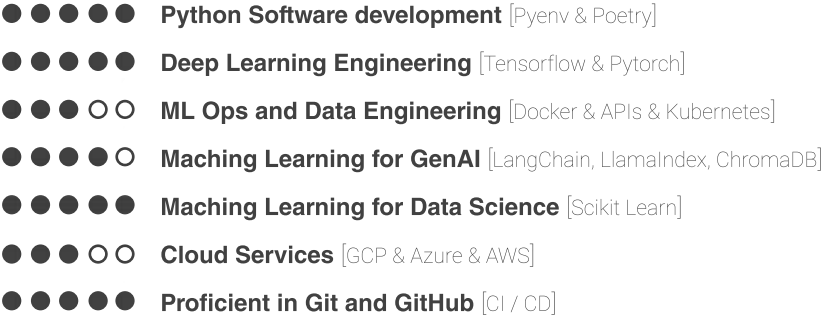 Python Software development [Pyenv & Poetry]
Deep Learning Engineering [Tensorflow & Pytorch]
ML Ops and Data Engineering [Docker & APIs & Kubernetes]
Maching Learning for GenAI [LangChain, LlamaIndex, ChromaDB]
Maching Learning for Data Science [Scikit Learn]
Cloud Services [GCP & Azure & AWS]
Proficient in Git and GitHub [CI / CD]